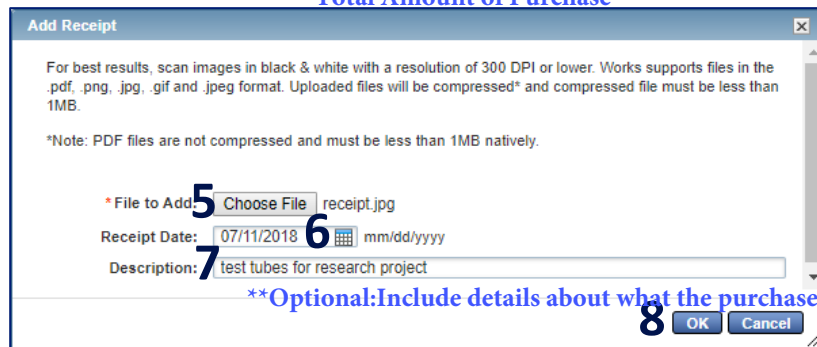 Total Amount of Purchase
Add Receipt
For best results, scan images in black & white with a resolution of 300 DPI or lower. Works supports files in the
.pdf, .png, .jpg, .gif and .jpeg format. Uploaded files will be compressed* and compressed file must be less than
1MB.
*Note: PDF files are not compressed and must be less than 1MB natively.
*File to Add: 5 Choose File receipt.jpg
Receipt Date: 07/11/2018 6 mm/dd/yyyy
Description: 7 test tubes for research project
**Optional:Include details about what the purchase
8 OK Cancel